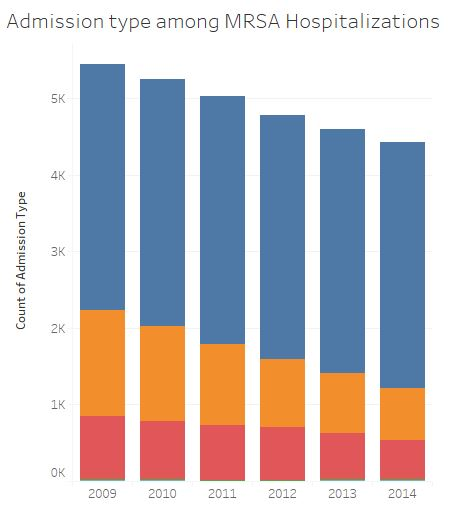 Admission type among MRSA Hospitalizations
Count of Admission Type
5K
4K
3K
2K
1K
0K
2009 2010 2011 2012 2013 2014